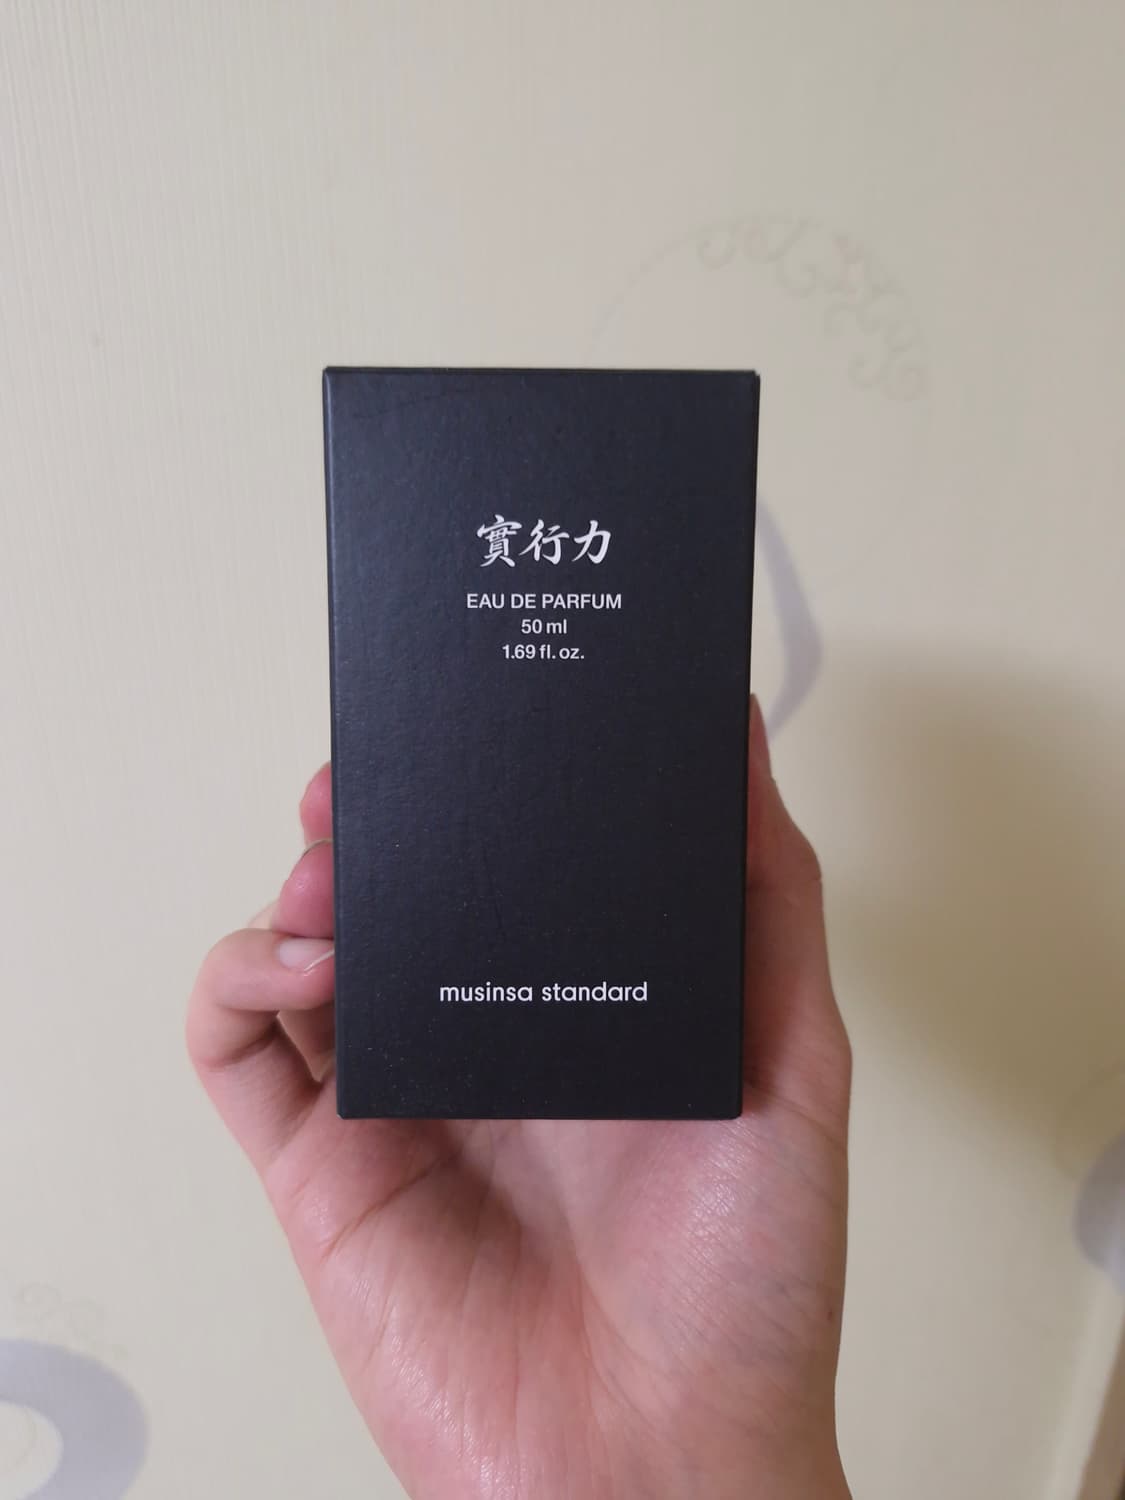 實行力
EAU DE PARFUM
50 ml
1.69 fl. oz.
musinsa standard